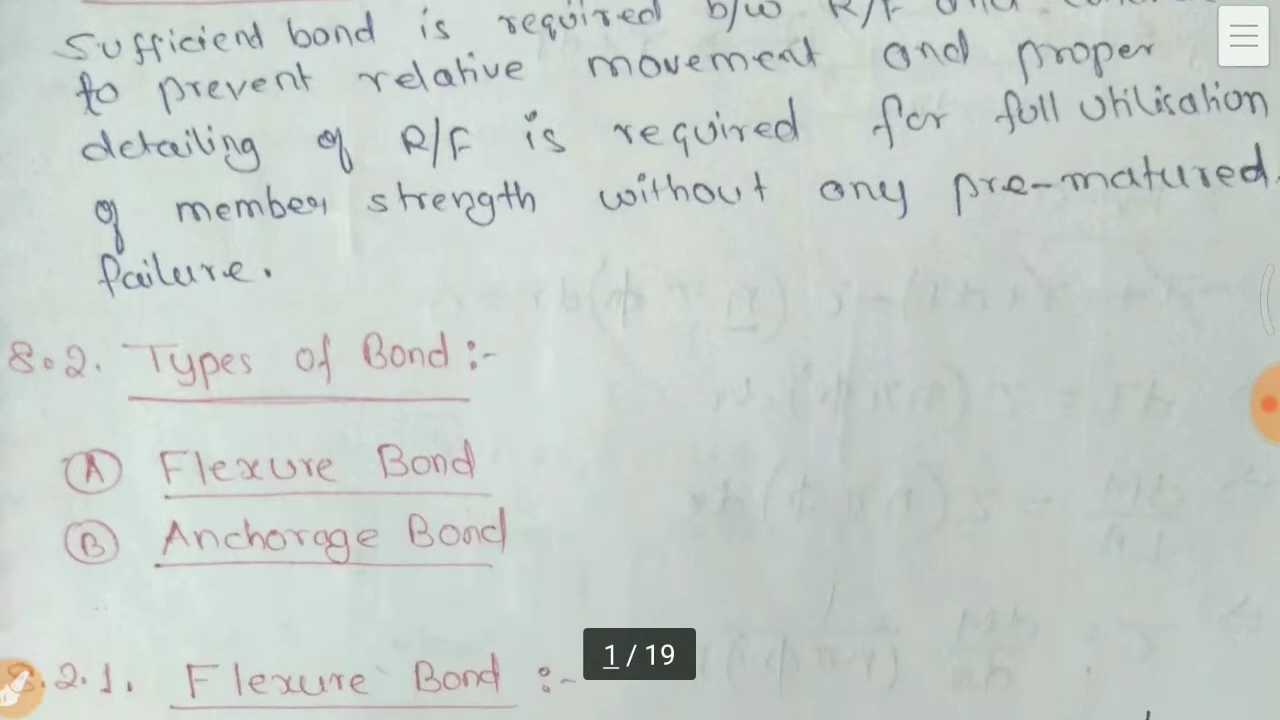 Sufficient bond is required b/w R/F and
to prevent relative movement and proper
detailing of R/F is required for full utilisation
of member strength without any pre-matured
failure.
8.2. Types of Bond :-
A Flexure Bond
B Anchorage Bond
8.2.1. Flexure Bond :-
1 / 19